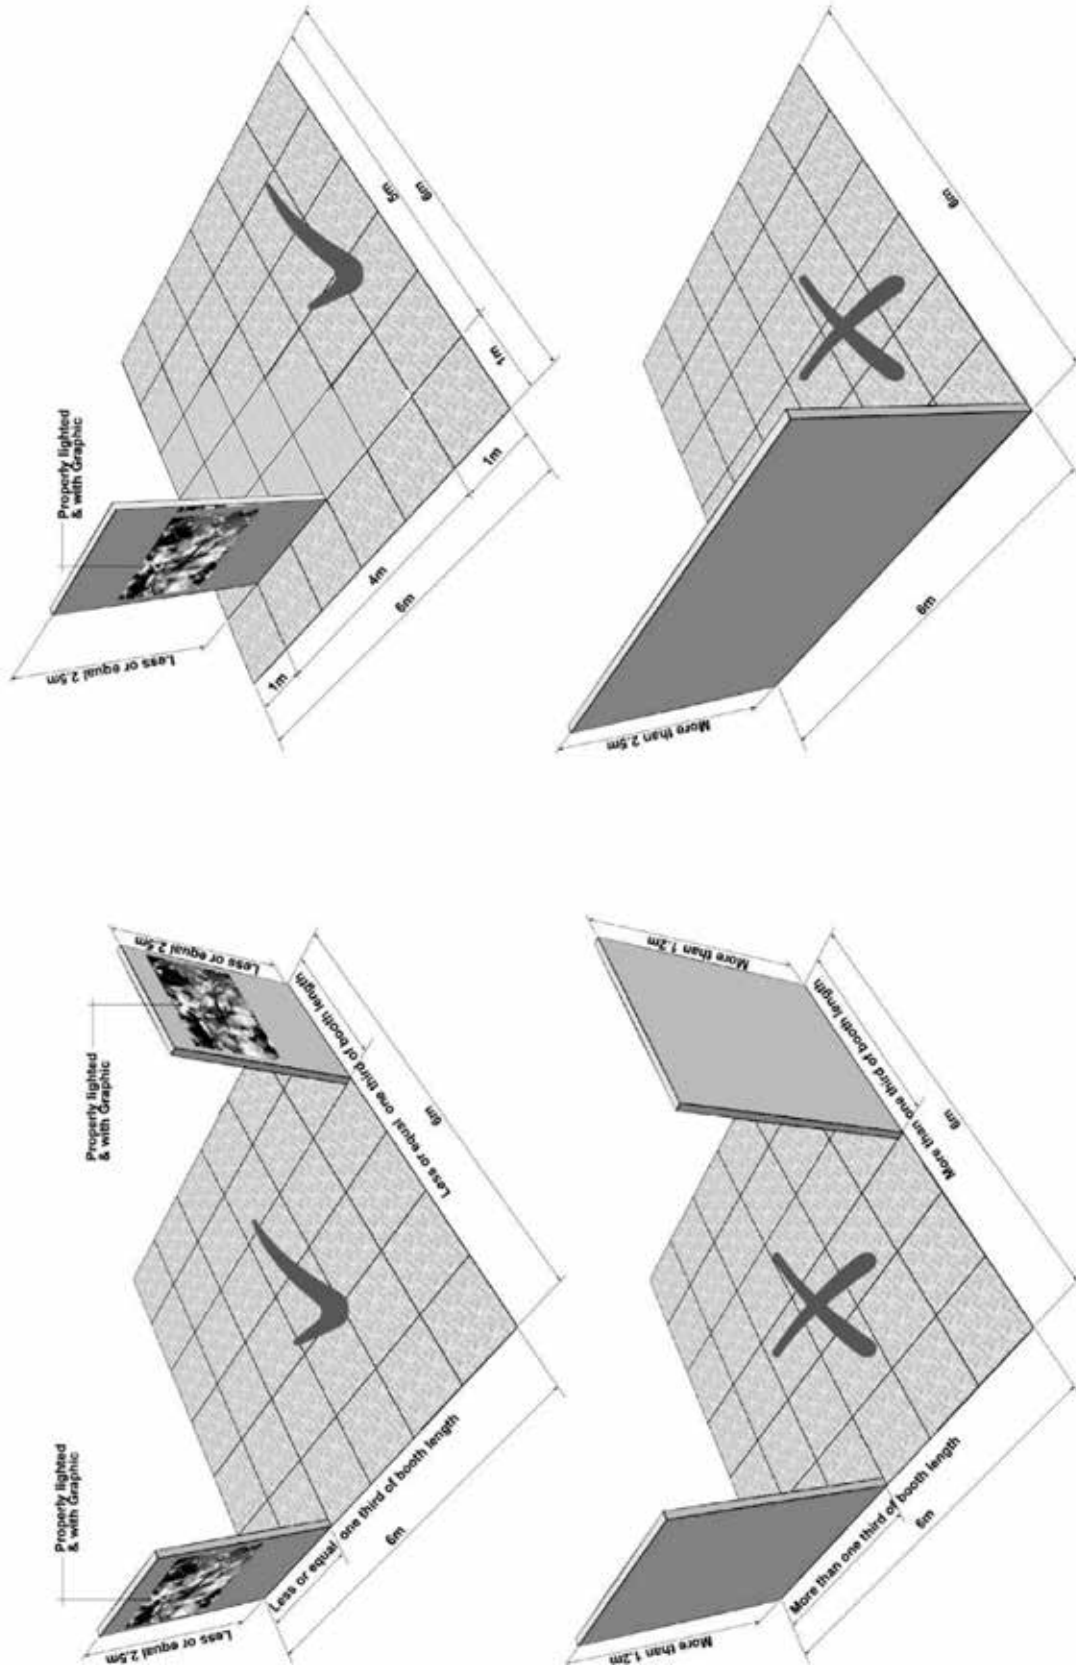 6m
5m
1m
Properly lighted
& with Graphic
1m
4m
6m
1m
Less or equal 2.5m
6m
6m
More than 2.5m
Properly lighted
& with Graphic
Less or equal 2.5m
Less or equal one third of booth length
6m
Properly lighted
& with Graphic
Less or equal one third of booth length
6m
Less or equal 2.5m
More than 1.2m
More than one third of booth length
6m
More than one third of booth length
6m
More than 1.2m